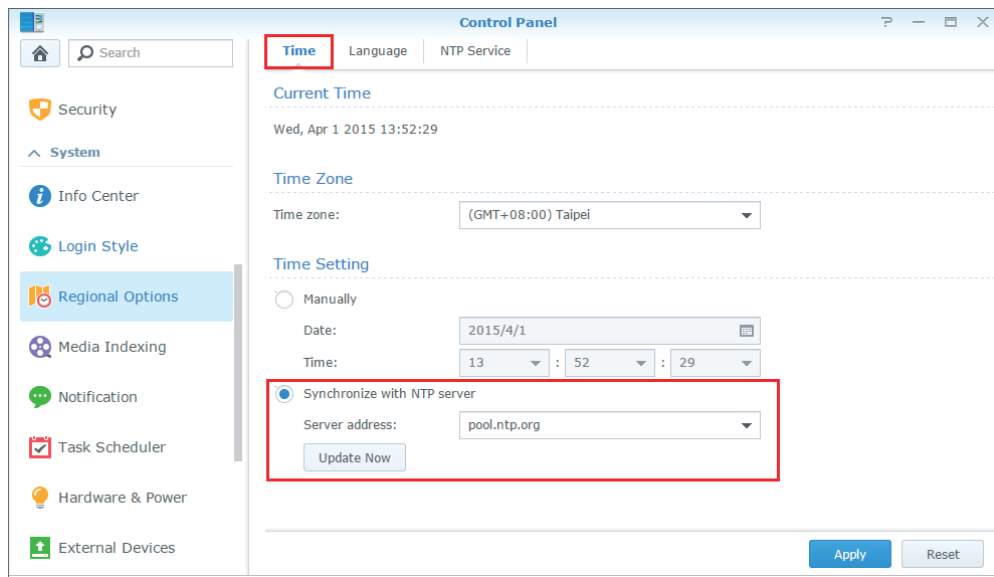 Control Panel
Search
Time
Language
NTP Service
Security
System
Info Center
Login Style
Regional Options
Media Indexing
Notification
Task Scheduler
Hardware & Power
External Devices
Current Time
Wed, Apr 1 2015 13:52:29
Time Zone
Time zone: (GMT+08:00) Taipei
Time Setting
Manually
Date: 2015/4/1
Time: 13 : 52 : 29
Synchronize with NTP server
Server address: pool.ntp.org
Update Now
Apply Reset